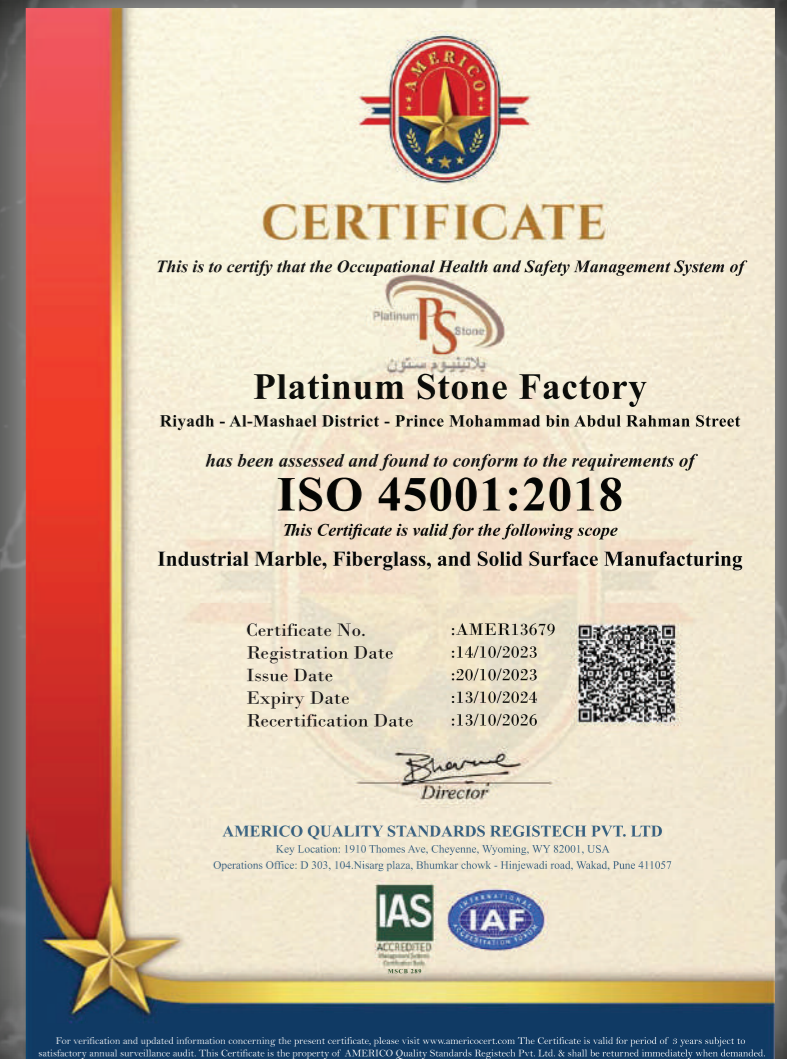 AMERICO
CERTIFICATE
This is to certify that the Occupational Health and Safety Management System of
Platinum PS Stone
بلاتينيوم ستون
Platinum Stone Factory
Riyadh - Al-Mashael District - Prince Mohammad bin Abdul Rahman Street
has been assessed and found to conform to the requirements of
ISO 45001:2018
This Certificate is valid for the following scope
Industrial Marble, Fiberglass, and Solid Surface Manufacturing
Certificate No. :AMER13679
Registration Date :14/10/2023
Issue Date :20/10/2023
Expiry Date :13/10/2024
Recertification Date :13/10/2026
Director
AMERICO QUALITY STANDARDS REGISTECH PVT. LTD
Key Location: 1910 Thomes Ave, Cheyenne, Wyoming, WY 82001, USA
Operations Office: D 303, 104.Nisarg plaza, Bhumkar chowk - Hinjewadi road, Wakad, Pune 411057
IAS
ACCREDITED
Management Systems
Certification Body
MSCB 289
INTERNATIONAL
IAF
ACCREDITATION FORUM
For verification and updated information concerning the present certificate, please visit www.americocert.com The Certificate is valid for period of 3 years subject to
satisfactory annual surveillance audit. This Certificate is the property of AMERICO Quality Standards Registech Pvt. Ltd. & shall be returned immediately when demanded.